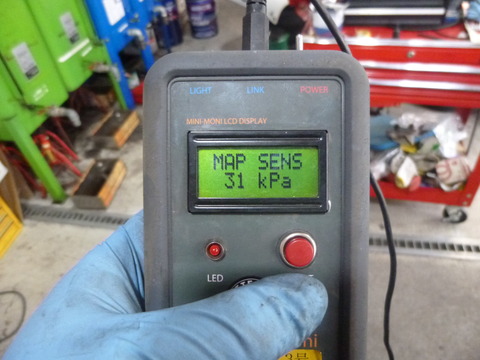 LIGHT LINK POWER
MINI-MONI LCD DISPLAY
MAP SENS
31 kPa
LED